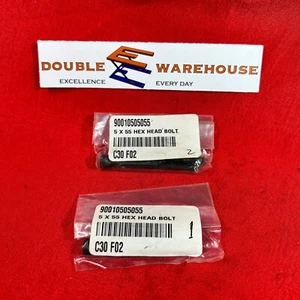 DOUBLE WAREHOUSE
EXCELLENCE EVERY DAY
90010505055
5 X 55 HEX HEAD BOLT
C30 F02
2
90010505055
5 X 55 HEX HEAD BOLT
C30 F02
1